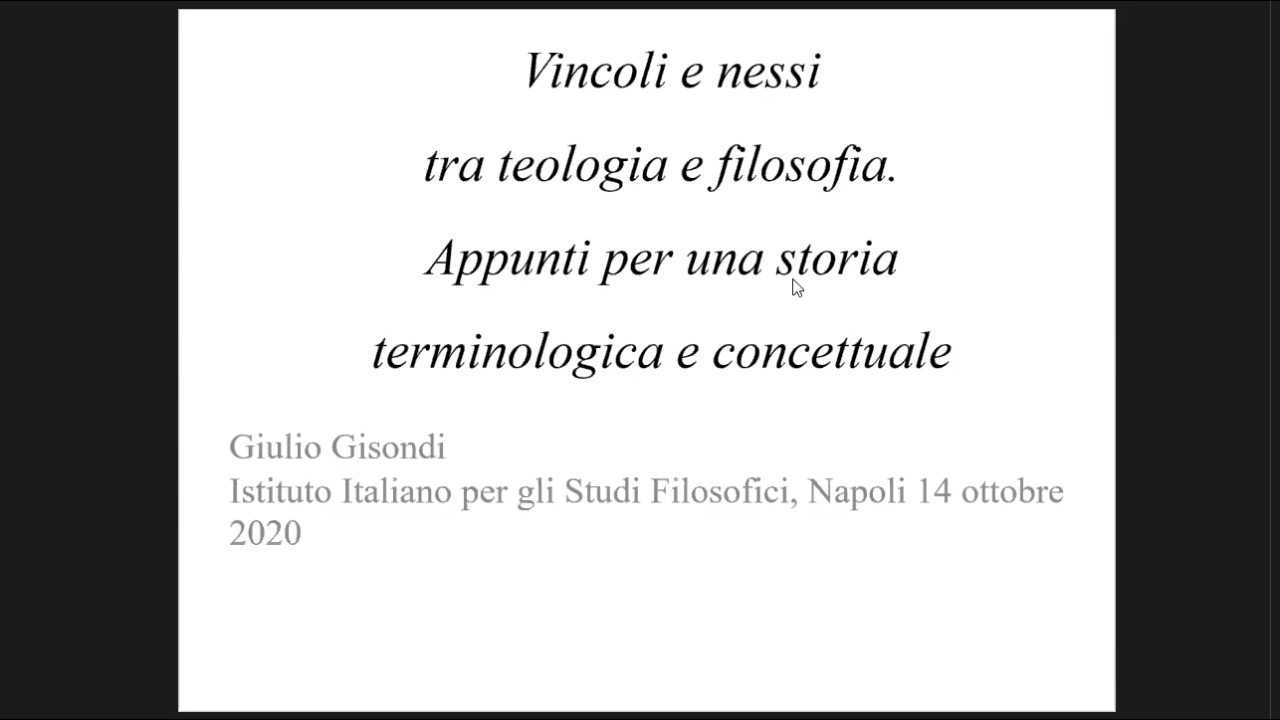 Vincoli e nessi
tra teologia e filosofia.
Appunti per una storia
terminologica e concettuale
Giulio Gisondi
Istituto Italiano per gli Studi Filosofici, Napoli 14 ottobre
2020